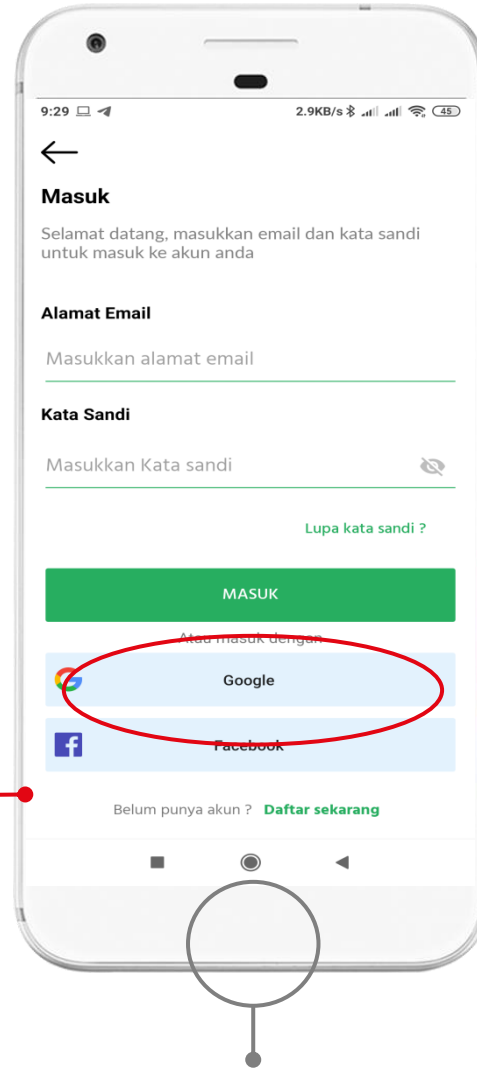 9:29 2.9KB/s 45
Masuk
Selamat datang, masukkan email dan kata sandi
untuk masuk ke akun anda
Alamat Email
Masukkan alamat email
Kata Sandi
Masukkan Kata sandi
Lupa kata sandi ?
MASUK
Atau masuk dengan
Google
Facebook
Belum punya akun ? Daftar sekarang